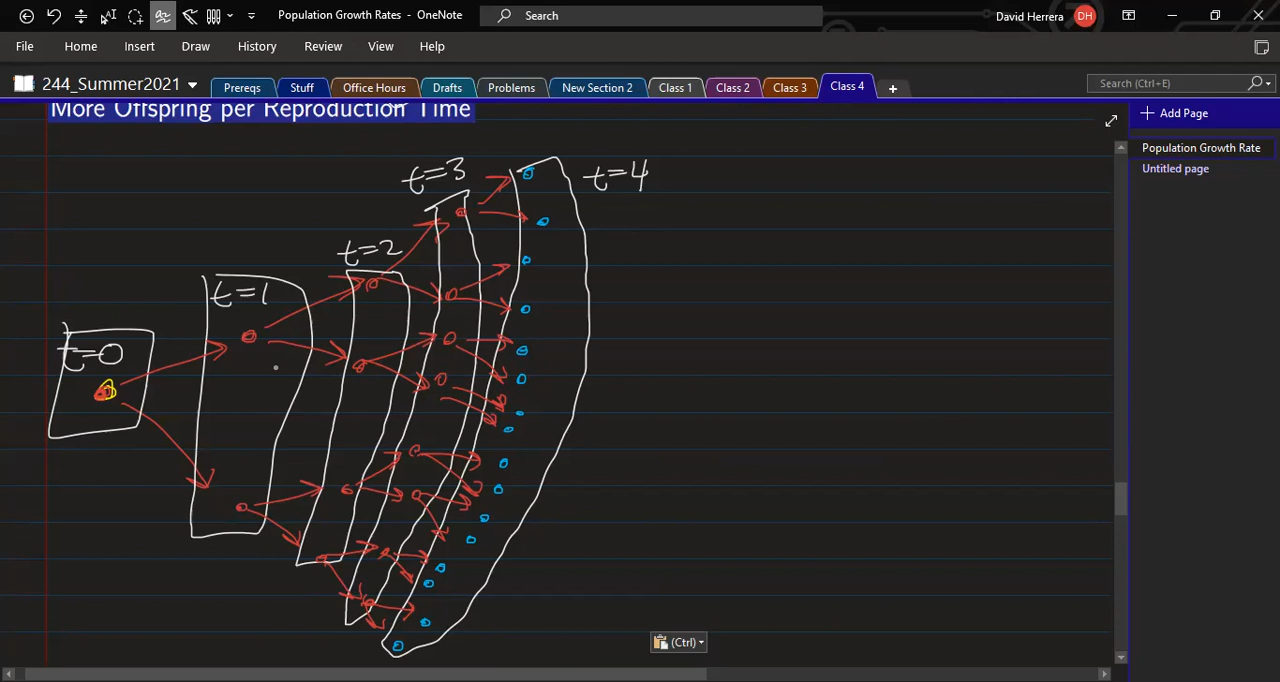 Population Growth Rates - OneNote
Search
David Herrera
DH
File
Home
Insert
Draw
History
Review
View
Help
244_Summer2021
Prereqs
Stuff
Office Hours
Drafts
Problems
New Section 2
Class 1
Class 2
Class 3
Class 4
Search (Ctrl+E)
More Offspring per Reproduction Time
Add Page
Population Growth Rate
Untitled page
t=0
t=1
t=2
t=3
t=4
(Ctrl)